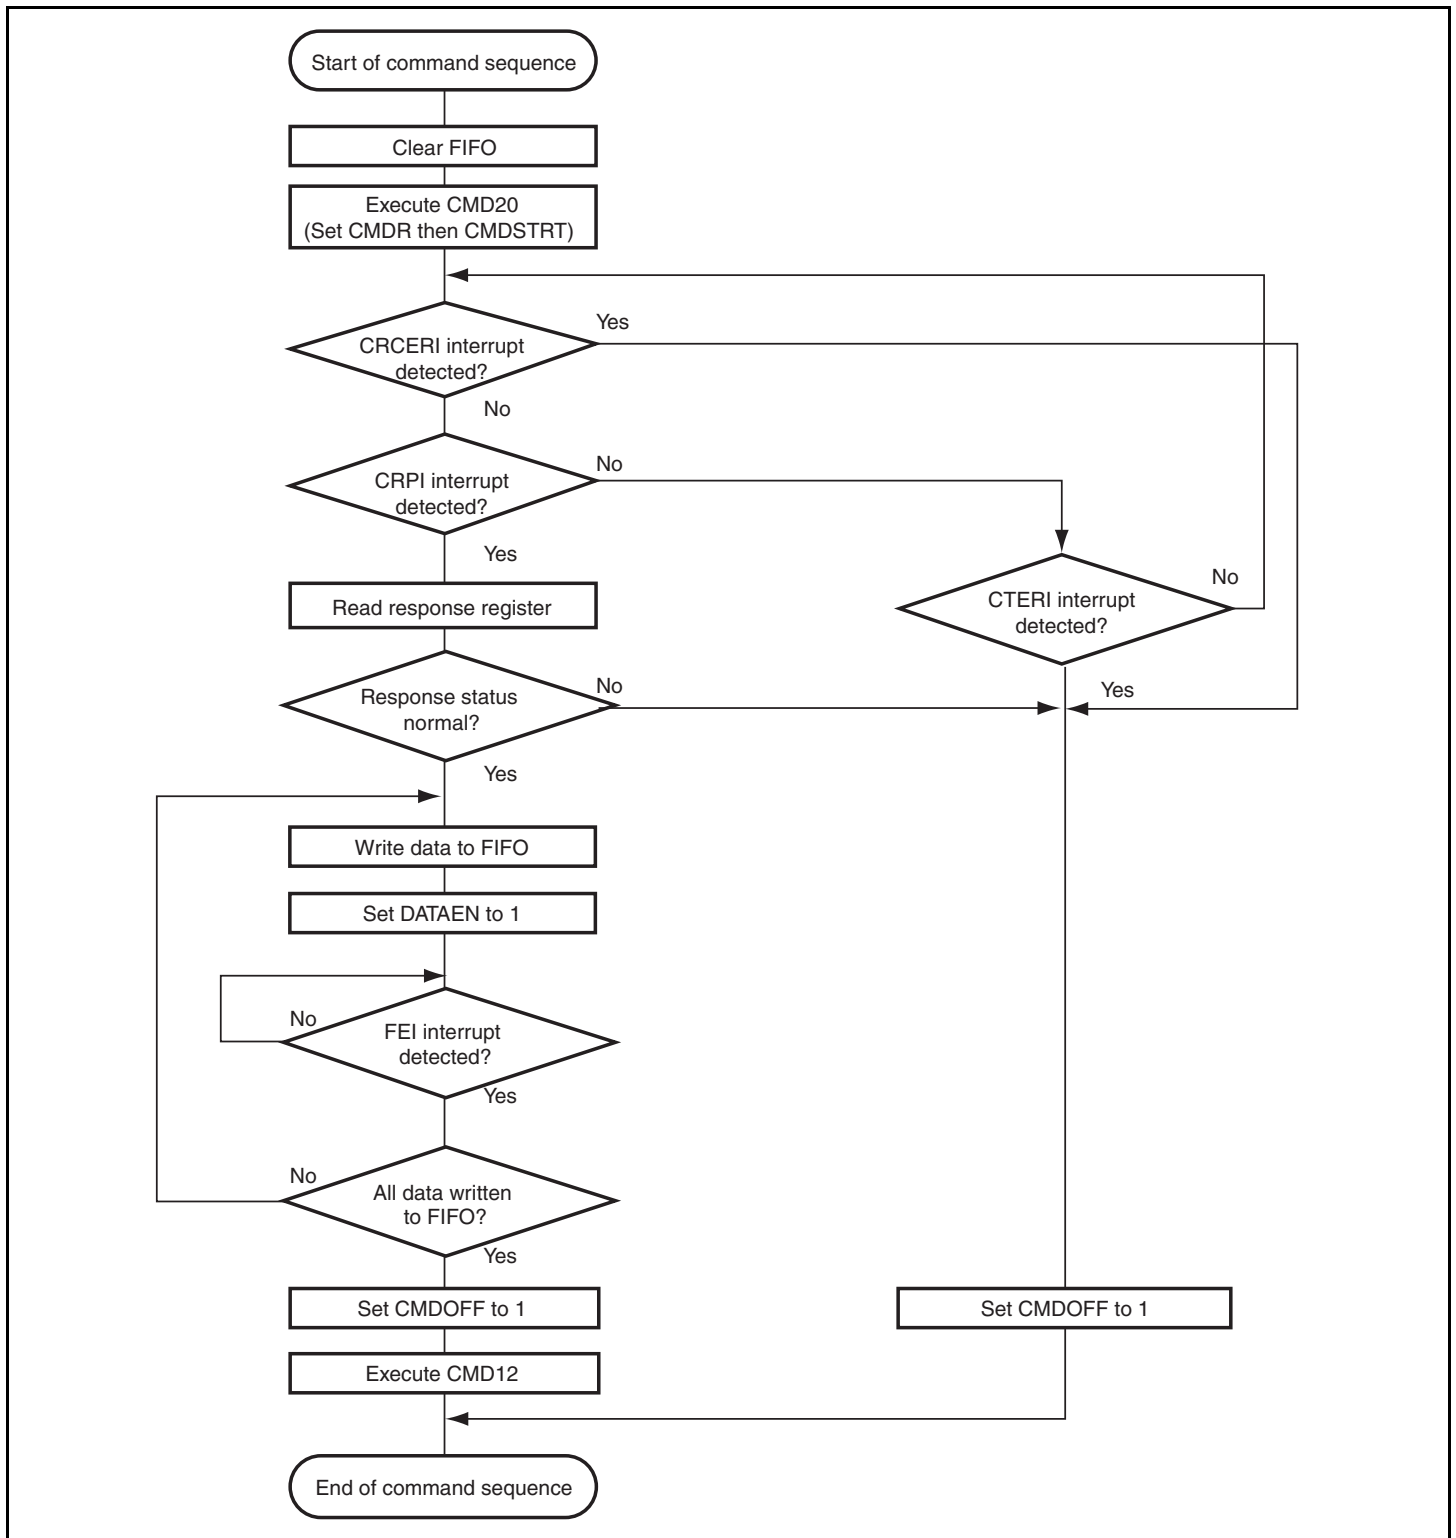 Start of command sequence
Clear FIFO
Execute CMD20
(Set CMDR then CMDSTRT)
CRCERI interrupt
detected?
Yes
No
CRPI interrupt
detected?
No
Yes
Read response register
CTERI interrupt
detected?
No
Yes
Response status
normal?
No
Yes
Write data to FIFO
Set DATAEN to 1
FEI interrupt
detected?
No
Yes
All data written
to FIFO?
No
Yes
Set CMDOFF to 1
Set CMDOFF to 1
Execute CMD12
End of command sequence